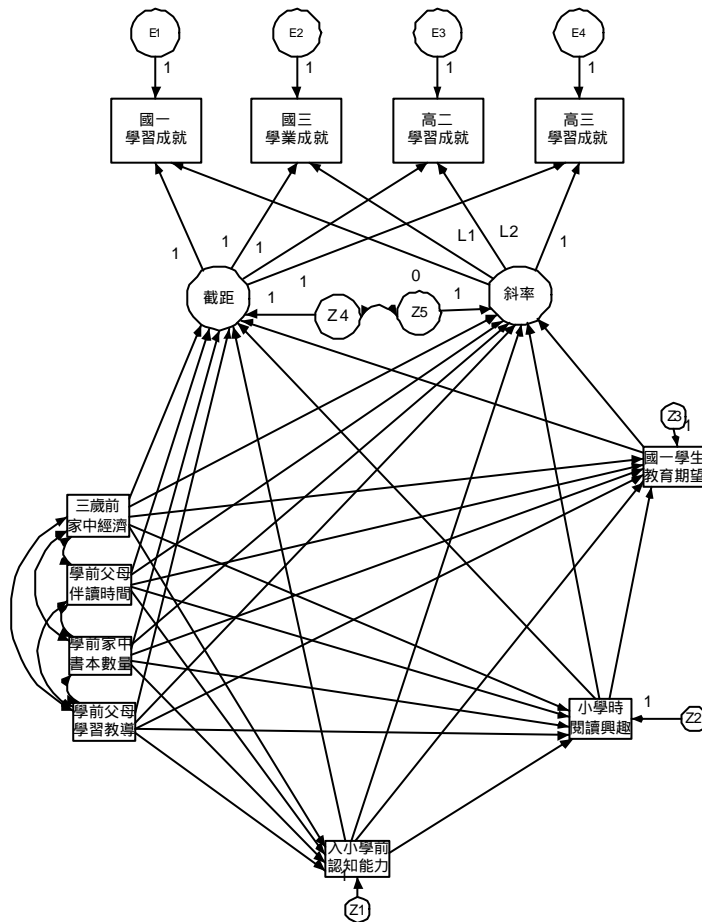 E1
E2
E3
E4
1
1
1
1
國一
學習成就
國三
學業成就
高二
學習成就
高三
學習成就
1
1
1
L1
L2
1
截距
1
1
Z4
0
Z5
1
斜率
Z3
1
國一學生
教育期望
三歲前
家中經濟
學前父母
伴讀時間
學前家中
書本數量
學前父母
學習教導
小學時
閱讀興趣
1
Z2
入小學前
認知能力
1
Z1